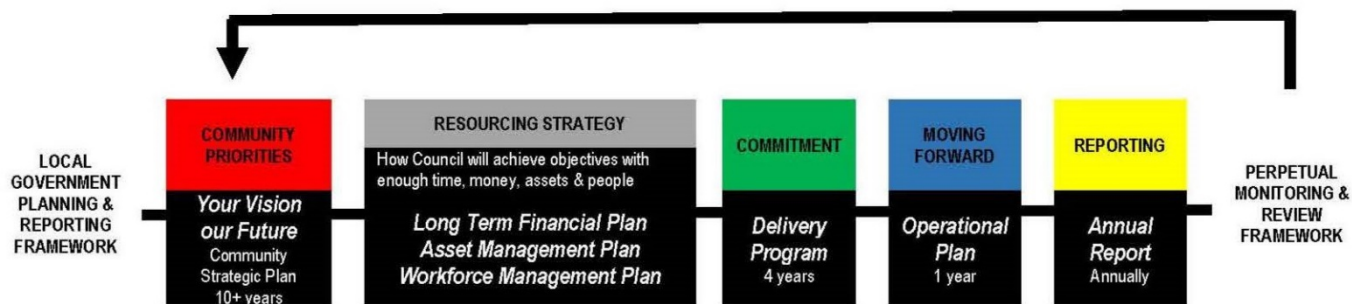 LOCAL
GOVERNMENT
PLANNING &
REPORTING
FRAMEWORK
COMMUNITY
PRIORITIES
Your Vision
our Future
Community
Strategic Plan
10+ years
RESOURCING STRATEGY
How Council will achieve objectives with
enough time, money, assets & people
Long Term Financial Plan
Asset Management Plan
Workforce Management Plan
COMMITMENT
Delivery
Program
4 years
MOVING
FORWARD
Operational
Plan
1 year
REPORTING
Annual
Report
Annually
PERPETUAL
MONITORING &
REVIEW
FRAMEWORK